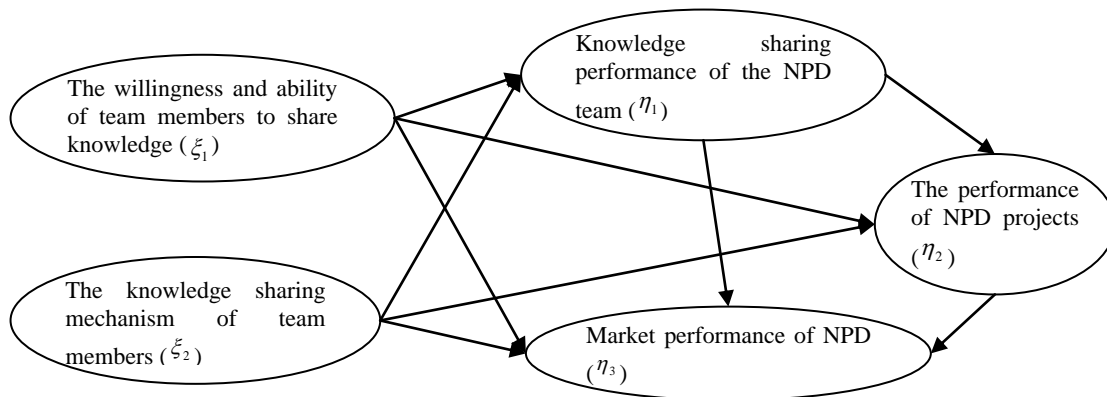 The willingness and ability
of team members to share
knowledge (ξ₁)
Knowledge sharing
performance of the NPD
team (η₁)
The performance
of NPD projects
(η₂)
The knowledge sharing
mechanism of team
members (ξ₂)
Market performance of NPD
(η₃)